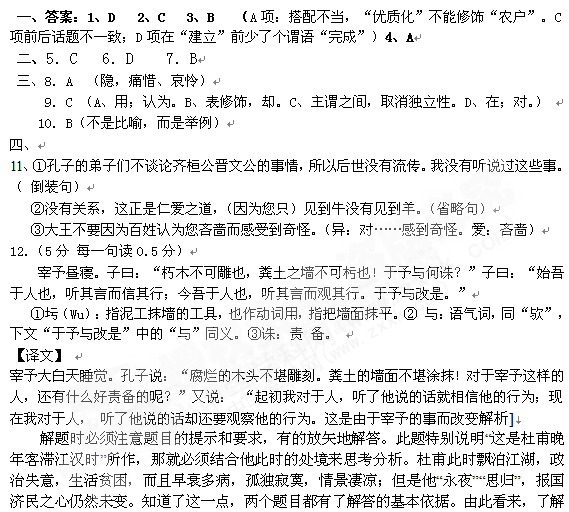 一、答案：1、D  2、C  3、B （A项：搭配不当，“优质化”不能修饰“农户”。C
项前后话题不一致；D项在“建立”前少了个谓语“完成”）4、A
二、5．C  6．D  7．B
三、8．A （隐，痛惜、哀怜）
9．C（A、用；认为。B、表修饰，却。C、主谓之间，取消独立性。D、在；对。）
10．B（不是比喻，而是举例）
四、
11、①孔子的弟子们不谈论齐桓公晋文公的事情，所以后世没有流传。我没有听说过这些事。
（ 倒装句）
②没有关系，这正是仁爱之道，（因为您只）见到牛没有见到羊。（省略句）
③大王不要因为百姓认为您吝啬而感受到奇怪。（异：对……感到奇怪。爱：吝啬）
12．（5分 每一句读0.5分）
宰予昼寝。子曰：“朽木不可雕也，粪土之墙不可杇也！于予与何诛？”子曰：“始吾
于人也，听其言而信其行；今吾于人也，听其言而观其行。于予与改是。”
①圬（Wu）：指泥工抹墙的工具，也作动词用，指把墙面抹平。② 与：语气词，同“欤”，
下文“于予与改是”中的“与”同义。③诛：责 备。
【译文】
宰予大白天睡觉。孔子说：“腐烂的木头不堪雕刻。粪土的墙面不堪涂抹！对于宰予这样的
人，还有什么好责备的呢？”又说： “起初我对于人，听了他说的话就相信他的行为；现
在我对于人， 听了他说的话却还要观察他的行为。这是由于宰予的事而改变解析]
解题时必须注意题目的提示和要求，有的放矢地解答。此题特别说明“这是杜甫晚
年客滞江汉时”所作，那就必须结合他此时的处境来思考分析。杜甫此时飘泊江湖，政
治失意，生活贫困，而且早衰多病，孤独寂寞，情景凄凉；但是他“永夜”“思归”，报国
济民之心仍然未变。知道了这一点，两个题目都有了解答的基本依据。由此看来，了解